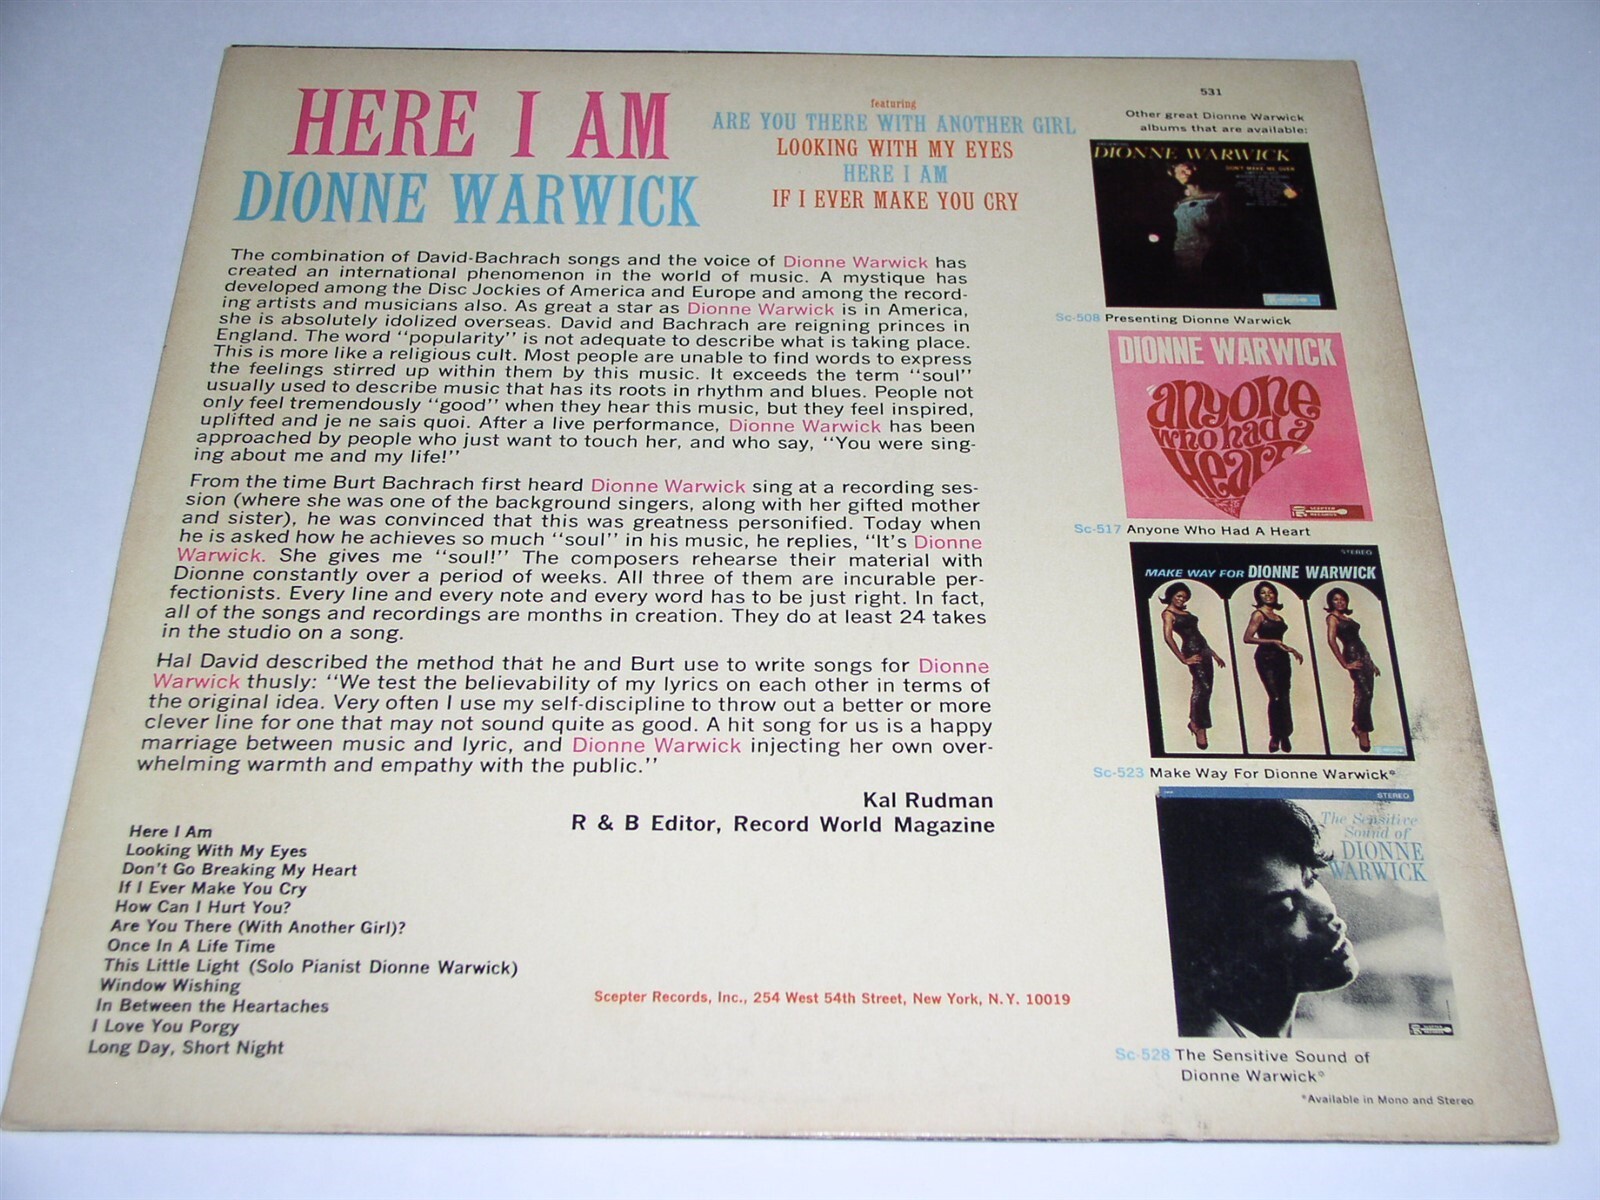 HERE I AM
DIONNE WARWICK
featuring
ARE YOU THERE WITH ANOTHER GIRL
LOOKING WITH MY EYES
HERE I AM
IF I EVER MAKE YOU CRY
The combination of David-Bachrach songs and the voice of Dionne Warwick has
created an international phenomenon in the world of music. A mystique has
developed among the Disc Jockies of America and Europe and among the record-
ing artists and musicians also. As great a star as Dionne Warwick is in America,
she is absolutely idolized overseas. David and Bachrach are reigning princes in
England. The word "popularity" is not adequate to describe what is taking place.
This is more like a religious cult. Most people are unable to find words to express
the feelings stirred up within them by this music. It exceeds the term "soul"
usually used to describe music that has its roots in rhythm and blues. People not
only feel tremendously "good" when they hear this music, but they feel inspired,
uplifted and je ne sais quoi. After a live performance, Dionne Warwick has been
approached by people who just want to touch her, and who say, "You were sing-
ing about me and my life!"
From the time Burt Bachrach first heard Dionne Warwick sing at a recording ses-
sion (where she was one of the background singers, along with her gifted mother
and sister), he was convinced that this was greatness personified. Today when
he is asked how he achieves so much "soul" in his music, he replies, "It's Dionne
Warwick. She gives me "soul!" The composers rehearse their material with
Dionne constantly over a period of weeks. All three of them are incurable per-
fectionists. Every line and every note and every word has to be just right. In fact,
all of the songs and recordings are months in creation. They do at least 24 takes
in the studio on a song.
Hal David described the method that he and Burt use to write songs for Dionne
Warwick thusly: "We test the believability of my lyrics on each other in terms of
the original idea. Very often I use my self-discipline to throw out a better or more
clever line for one that may not sound quite as good. A hit song for us is a happy
marriage between music and lyric, and Dionne Warwick injecting her own over-
whelming warmth and empathy with the public."
Kal Rudman
R & B Editor, Record World Magazine
Here I Am
Looking With My Eyes
Don't Go Breaking My Heart
If I Ever Make You Cry
How Can I Hurt You?
Are You There (With Another Girl)?
Once In A Life Time
This Little Light (Solo Pianist Dionne Warwick)
Window Wishing
In Between the Heartaches
I Love You Porgy
Long Day, Short Night
Scepter Records, Inc., 254 West 54th Street, New York, N.Y. 10019
531
Other great Dionne Warwick
albums that are available:
DIONNE WARWICK
DON'T MAKE ME OVER
Sc-508 Presenting Dionne Warwick
DIONNE WARWICK
anyone
who had a
Heart
SCEPTER
RECORDS
Sc-517 Anyone Who Had A Heart
STEREO
MAKE WAY FOR DIONNE WARWICK
Sc-523 Make Way For Dionne Warwick*
STEREO
The Sensitive
Sound of
DIONNE
WARWICK
Sc-528 The Sensitive Sound of
Dionne Warwick*
*Available in Mono and Stereo